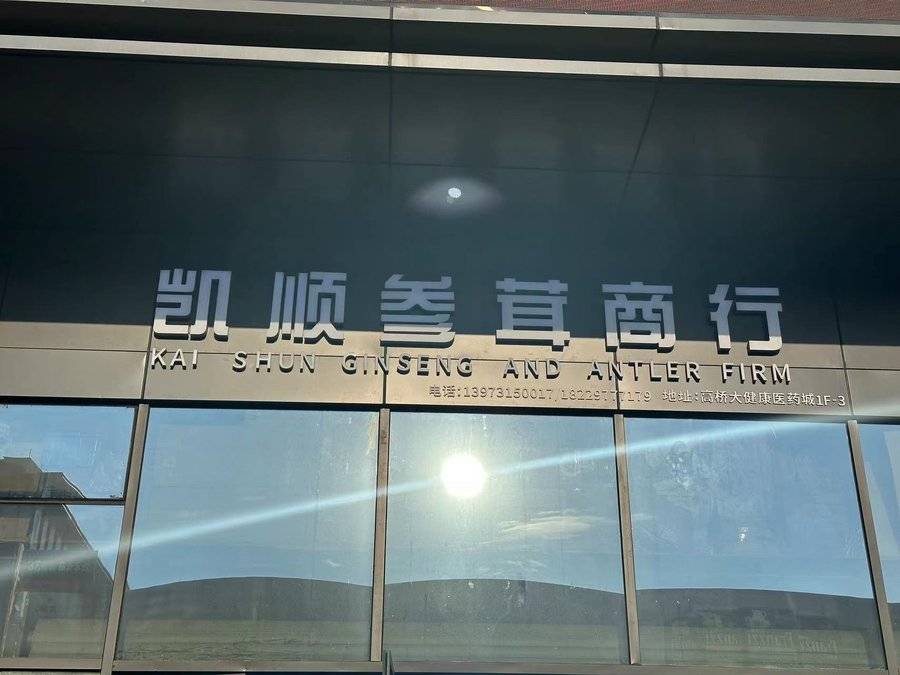 凯顺参茸商行
KAI SHUN GINSENG AND ANTLER FIRM
电话:13973150017/18229777179 地址:高桥大健康医药城1F-3